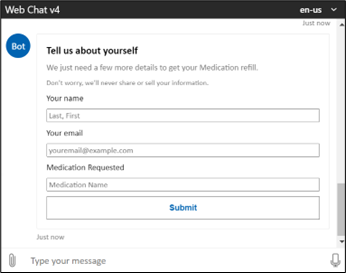 Web Chat v4
en-us
Just now
Bot
Tell us about yourself
We just need a few more details to get your Medication refill.
Don't worry, we'll never share or sell your information.
Your name
Last, First
Your email
youremail@example.com
Medication Requested
Medication Name
Submit
Just now
Type your message